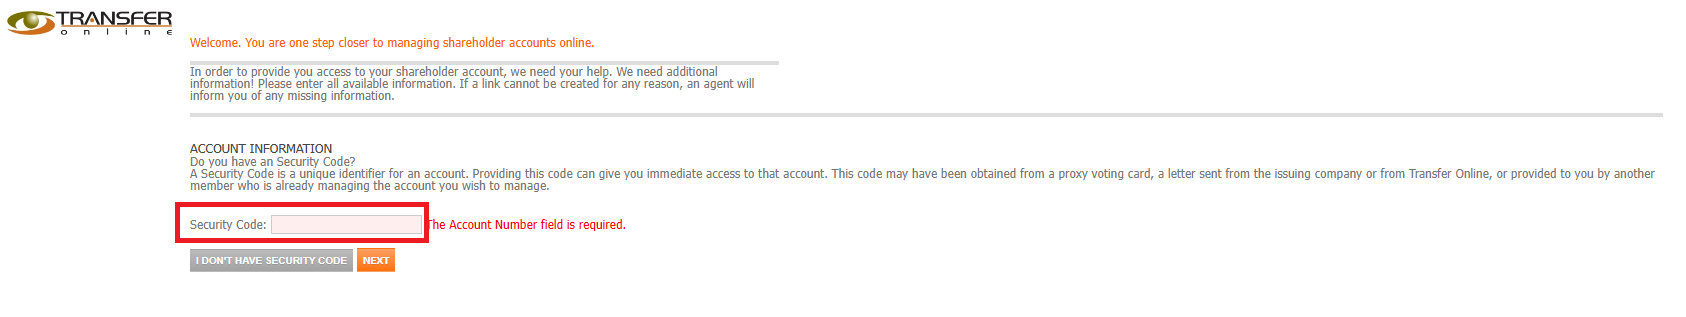 TRANSFER
online
Welcome. You are one step closer to managing shareholder accounts online.
In order to provide you access to your shareholder account, we need your help. We need additional
information! Please enter all available information. If a link cannot be created for any reason, an agent will
inform you of any missing information.
ACCOUNT INFORMATION
Do you have an Security Code?
A Security Code is a unique identifier for an account. Providing this code can give you immediate access to that account. This code may have been obtained from a proxy voting card, a letter sent from the issuing company or from Transfer Online, or provided to you by another
member who is already managing the account you wish to manage.
Security Code: The Account Number field is required.
I DON'T HAVE SECURITY CODE NEXT